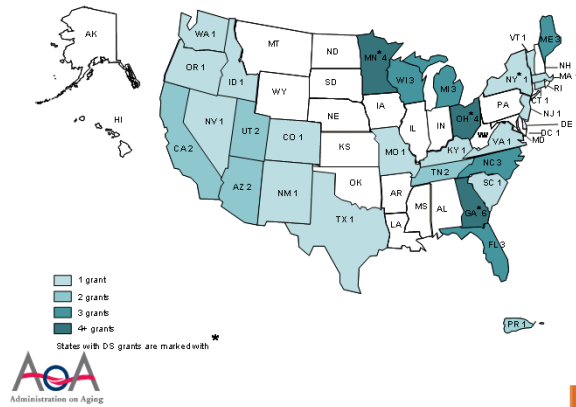 AK
WA 1
MT
ND
MN* 4
VT 1
ME 3
OR 1
ID 1
SD
WI 3
MI 3
NY* 1
NH
MA 1
WY
IA
PA
RI
CT 1
NJ 1
NE
IL
IN
OH* 4
DE
DC 1
MD
HI
NV 1
UT 2
CO 1
KS
MO 1
KY 1
WV
VA 1
CA 2
AZ 2
NM 1
OK
AR
TN 2
NC 3
SC 1
TX 1
LA
MS
AL
GA* 6
FL 3
PR 1
1 grant
2 grants
3 grants
4+ grants
States with DS grants are marked with *
AoA
Administration on Aging